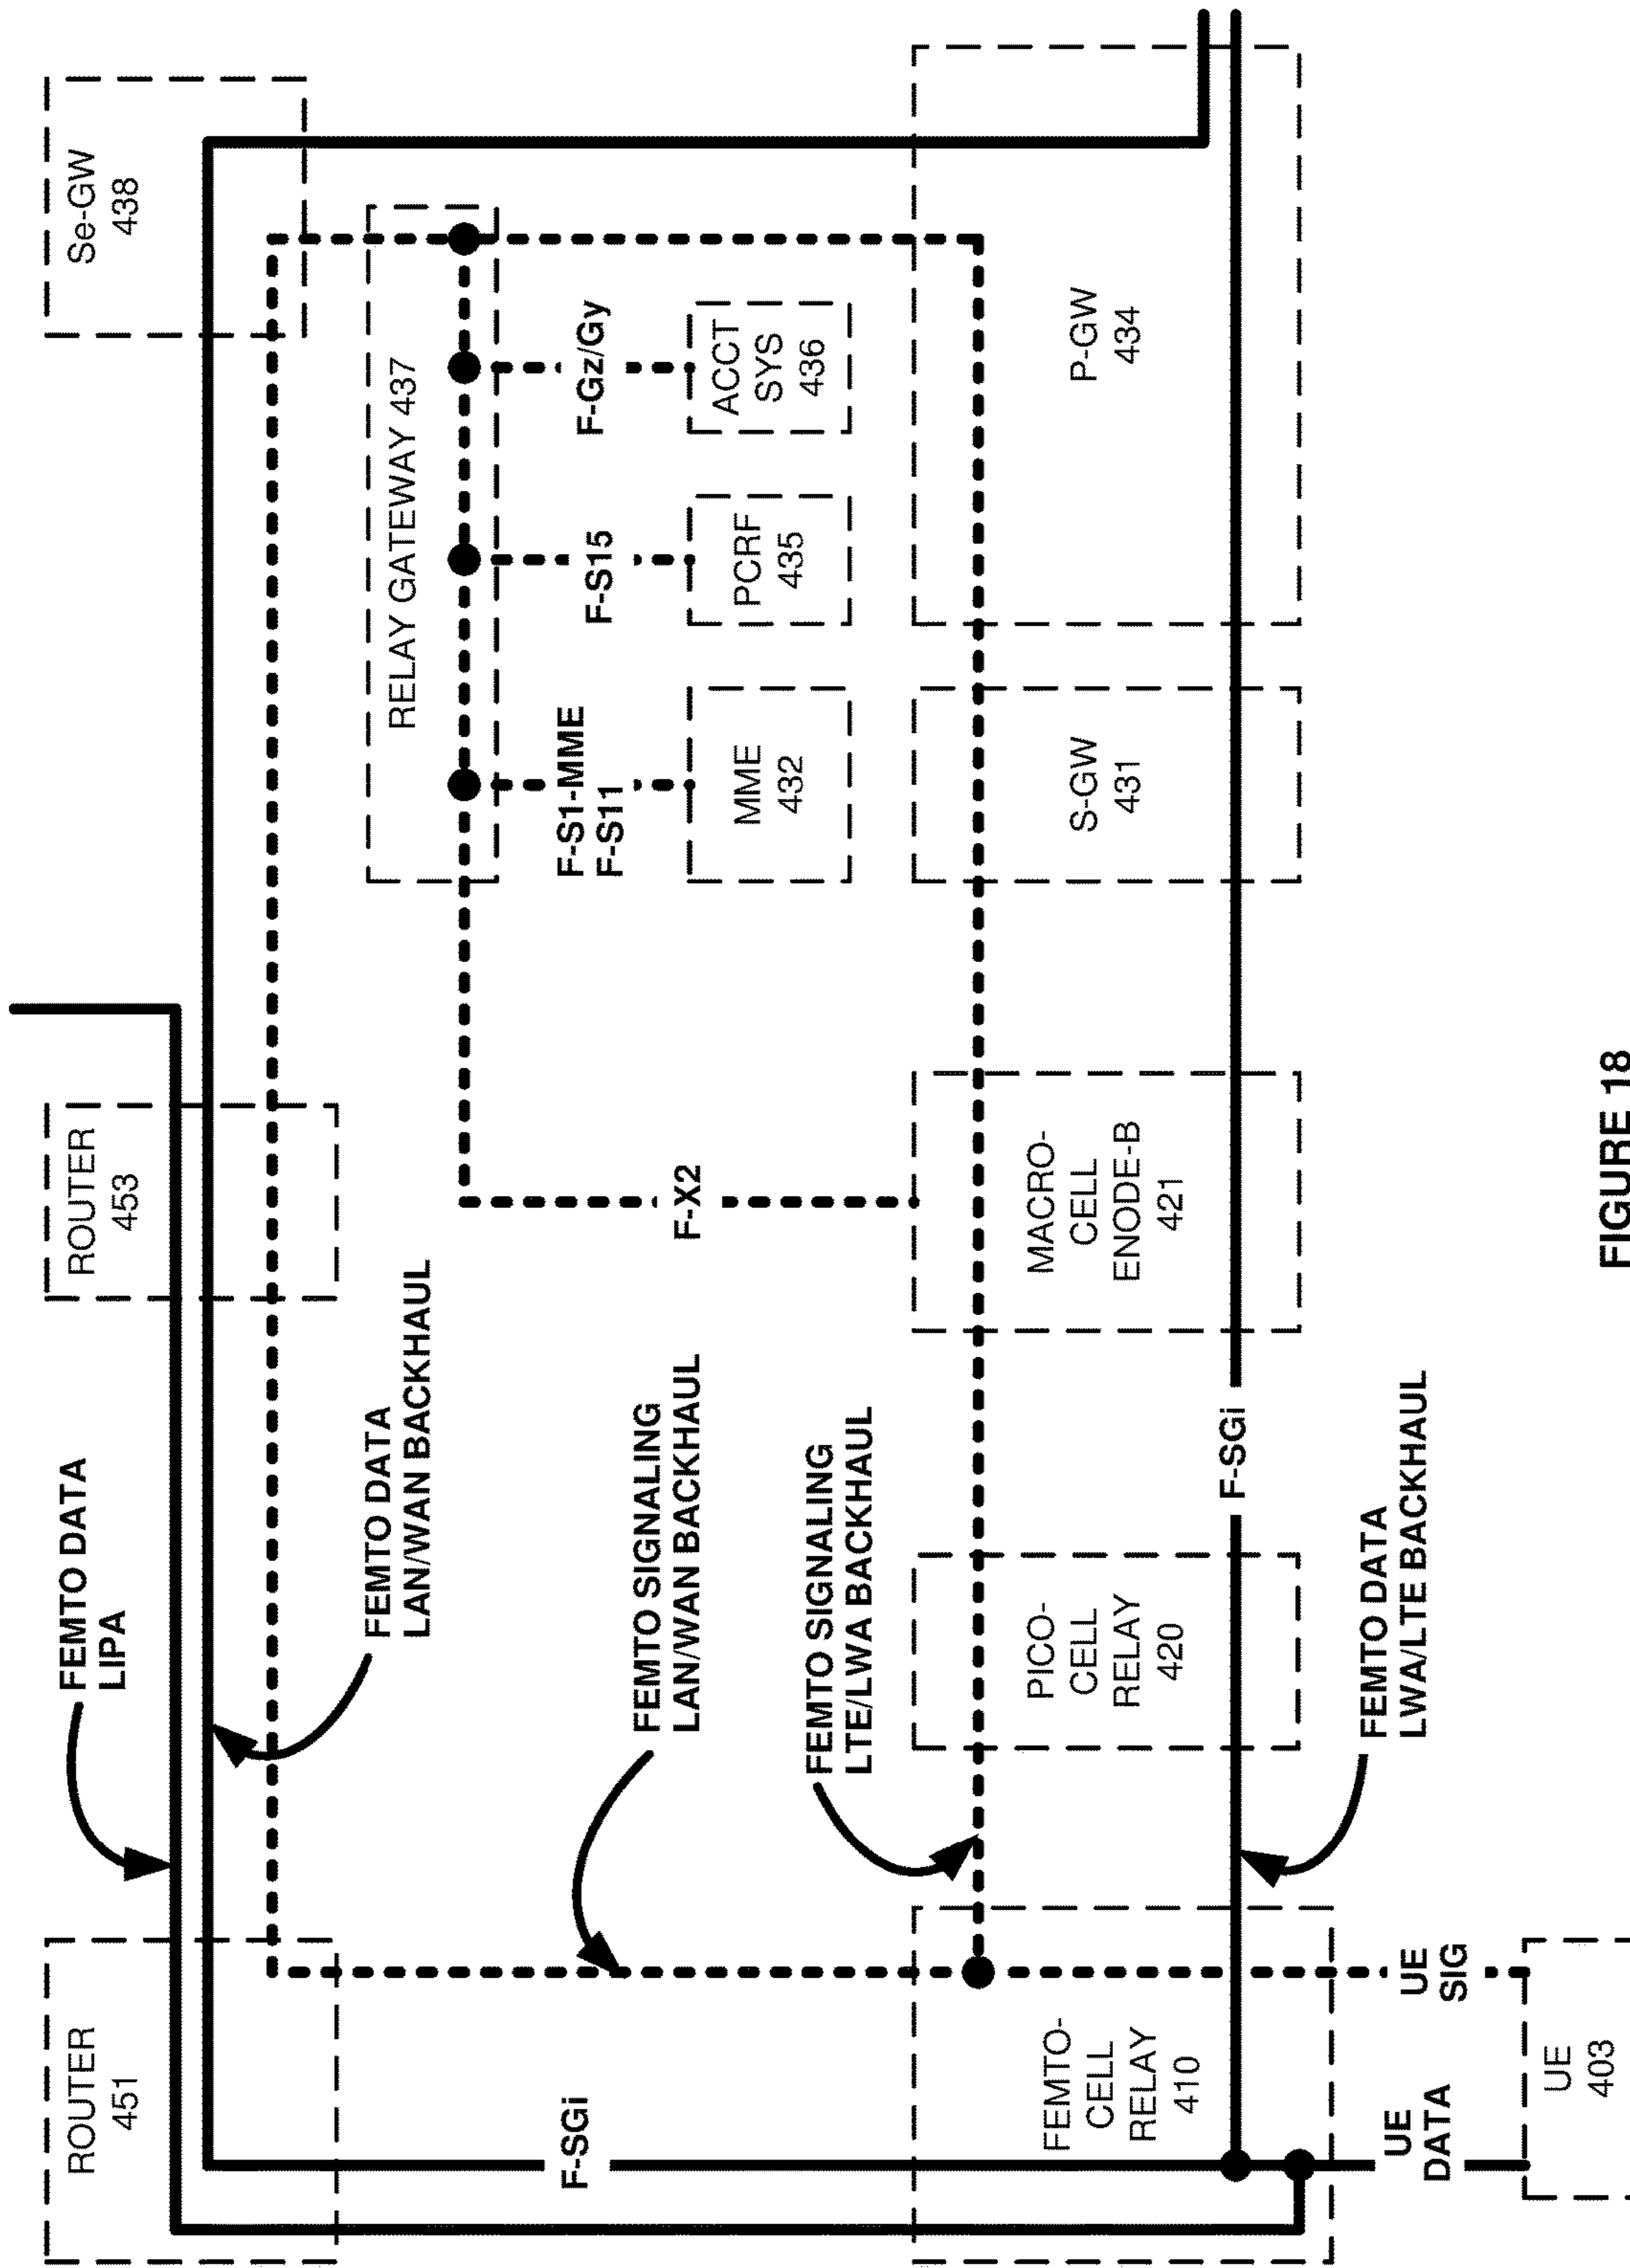 ROUTER
451
ROUTER
453
Se-GW
438
FEMTO DATA
LIPA
FEMTO DATA
LAN/WAN BACKHAUL
RELAY GATEWAY 437
F-SGi
FEMTO SIGNALING
LAN/WAN BACKHAUL
F-X2
F-S1-MME
F-S11
F-S15
F-Gz/Gy
MME
432
PCRF
435
ACCT
SYS
436
FEMTO SIGNALING
LTE/LWA BACKHAUL
FEMTO-
CELL
RELAY
410
PICO-
CELL
RELAY
420
MACRO-
CELL
ENODE-B
421
S-GW
431
P-GW
434
F-SGi
FEMTO DATA
LWA/LTE BACKHAUL
UE
DATA
UE
SIG
UE
403
FIGURE 18